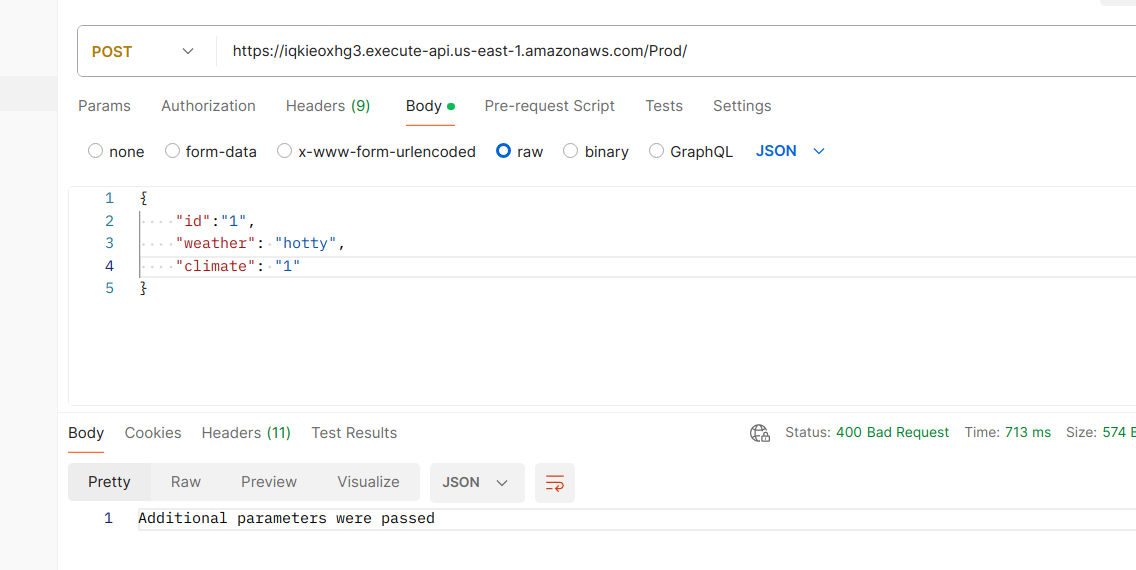 POST https://iqkieoxhg3.execute-api.us-east-1.amazonaws.com/Prod/
Params Authorization Headers (9) Body Pre-request Script Tests Settings
none form-data x-www-form-urlencoded raw binary GraphQL JSON
1 {
2 "id":"1",
3 "weather": "hotty",
4 "climate": "1"
5 }
Body Cookies Headers (11) Test Results Status: 400 Bad Request Time: 713 ms Size: 574
Pretty Raw Preview Visualize JSON
1 Additional parameters were passed